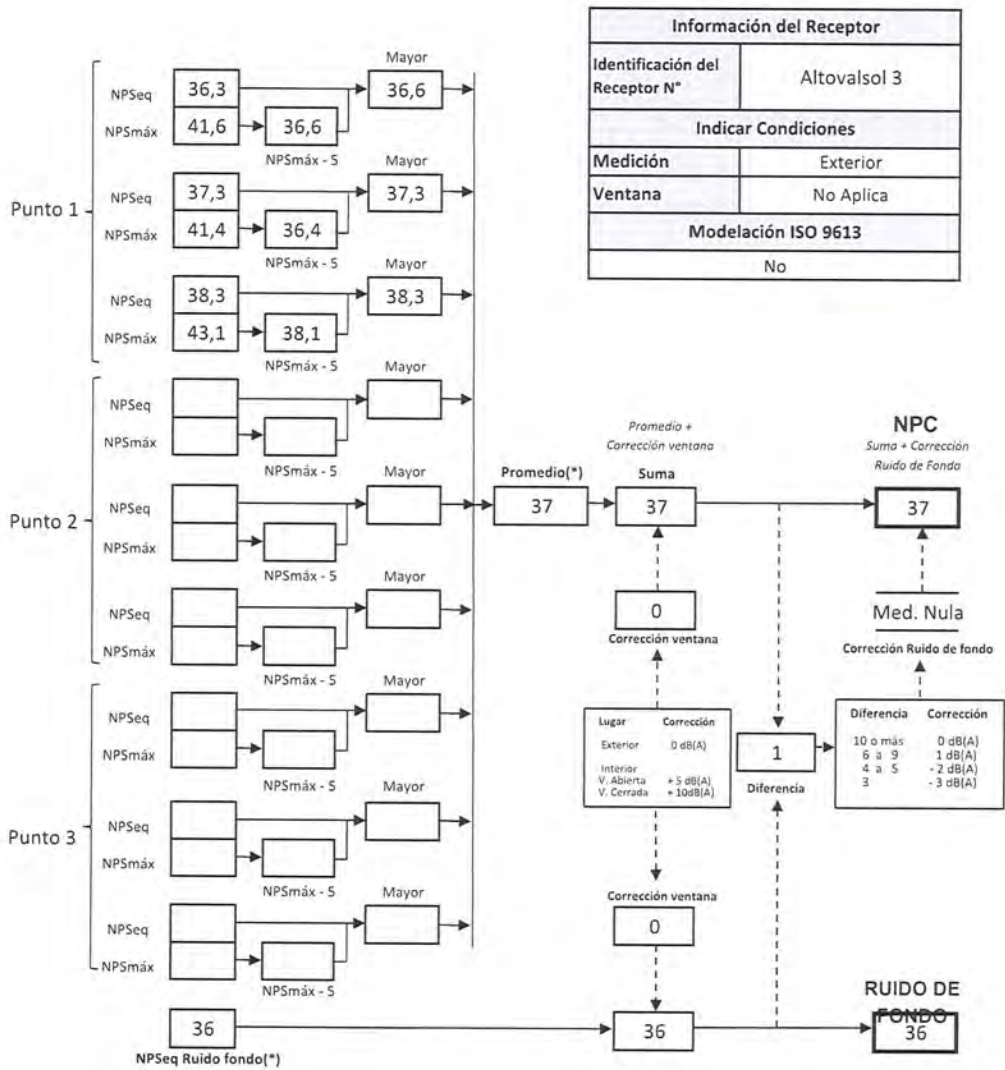 Información del Receptor
Identificación del Receptor N°
Altovalsol 3
Indicar Condiciones
Medición
Exterior
Ventana
No Aplica
Modelación ISO 9613
No
Punto 1
NPSeq
36,3
NPSmáx
41,6
36,6
NPSmáx - 5
Mayor
36,6
NPSeq
37,3
NPSmáx
41,4
36,4
NPSmáx - 5
Mayor
37,3
NPSeq
38,3
NPSmáx
43,1
38,1
NPSmáx - 5
Mayor
38,3
Punto 2
NPSeq
NPSmáx
NPSmáx - 5
Mayor
NPSeq
NPSmáx
NPSmáx - 5
Mayor
NPSeq
NPSmáx
NPSmáx - 5
Mayor
Punto 3
NPSeq
NPSmáx
NPSmáx - 5
Mayor
NPSeq
NPSmáx
NPSmáx - 5
Mayor
NPSeq
NPSmáx
NPSmáx - 5
Mayor
Promedio(*)
37
Promedio +
Corrección ventana
Suma
37
NPC
Suma + Corrección
Ruido de Fondo
37
0
Corrección ventana
Med. Nula
Corrección Ruido de fondo
Lugar Corrección
Exterior 0 dB(A)
Interior
V. Abierta + 5 dB(A)
V. Cerrada + 10dB(A)
1
Diferencia
Diferencia Corrección
10 o más 0 dB(A)
6 a 9 1 dB(A)
4 a 5 - 2 dB(A)
3 - 3 dB(A)
Corrección ventana
0
36
NPSeq Ruido fondo(*)
36
RUIDO DE
FONDO
36